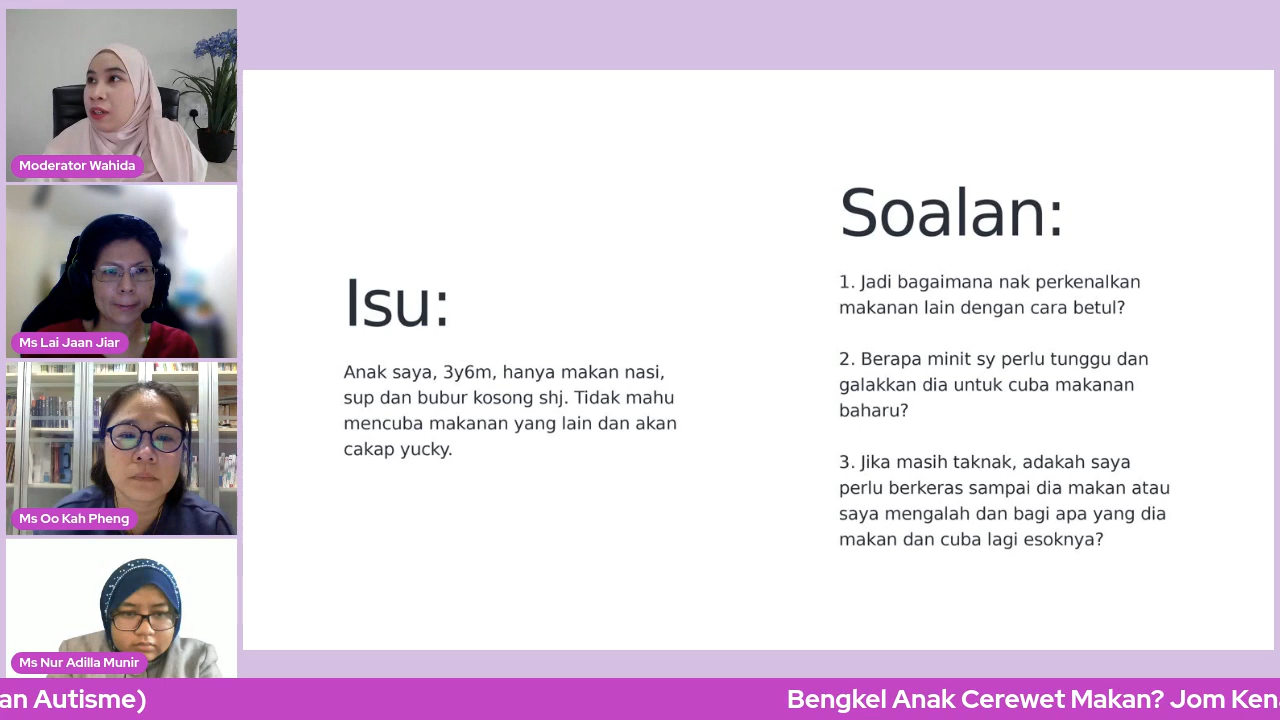 Moderator Wahida
Ms Lai Jaan Jiar
Ms Oo Kah Pheng
Ms Nur Adilla Munir
Isu:
Anak saya, 3y6m, hanya makan nasi,
sup dan bubur kosong shj. Tidak mahu
mencuba makanan yang lain dan akan
cakap yucky.
Soalan:
1. Jadi bagaimana nak perkenalkan
makanan lain dengan cara betul?
2. Berapa minit sy perlu tunggu dan
galakkan dia untuk cuba makanan
baharu?
3. Jika masih taknak, adakah saya
perlu berkeras sampai dia makan atau
saya mengalah dan bagi apa yang dia
makan dan cuba lagi esoknya?
an Autisme)
Bengkel Anak Cerewet Makan? Jom Ken